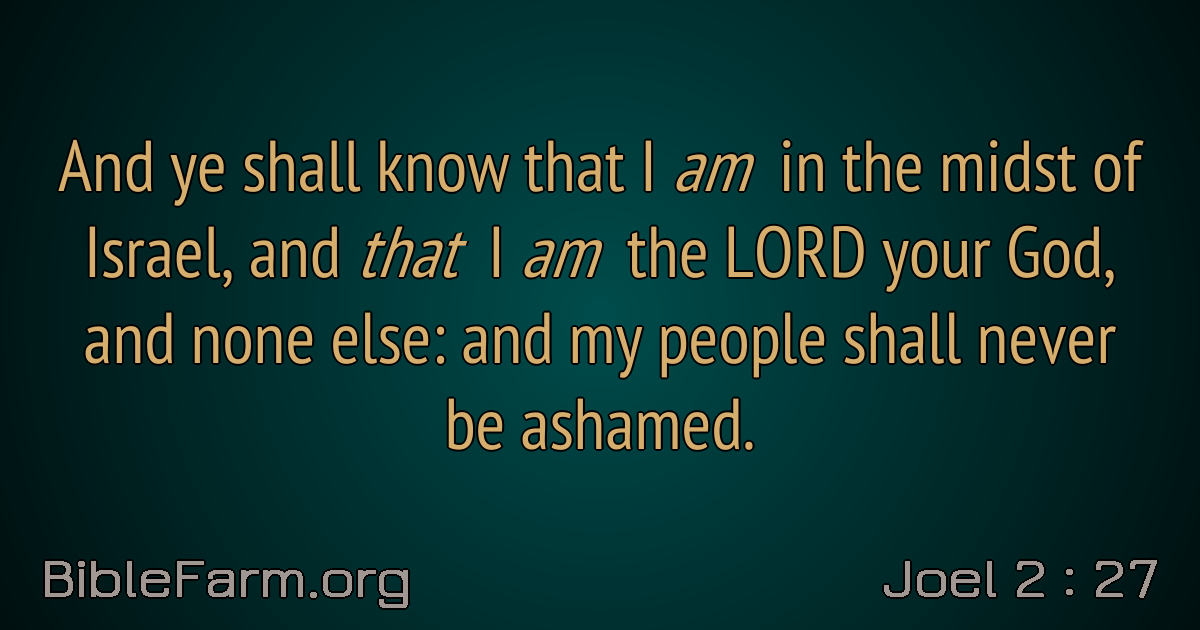 And ye shall know that I am in the midst of
Israel, and that I am the LORD your God,
and none else: and my people shall never
be ashamed.
BibleFarm.org
Joel 2 : 27